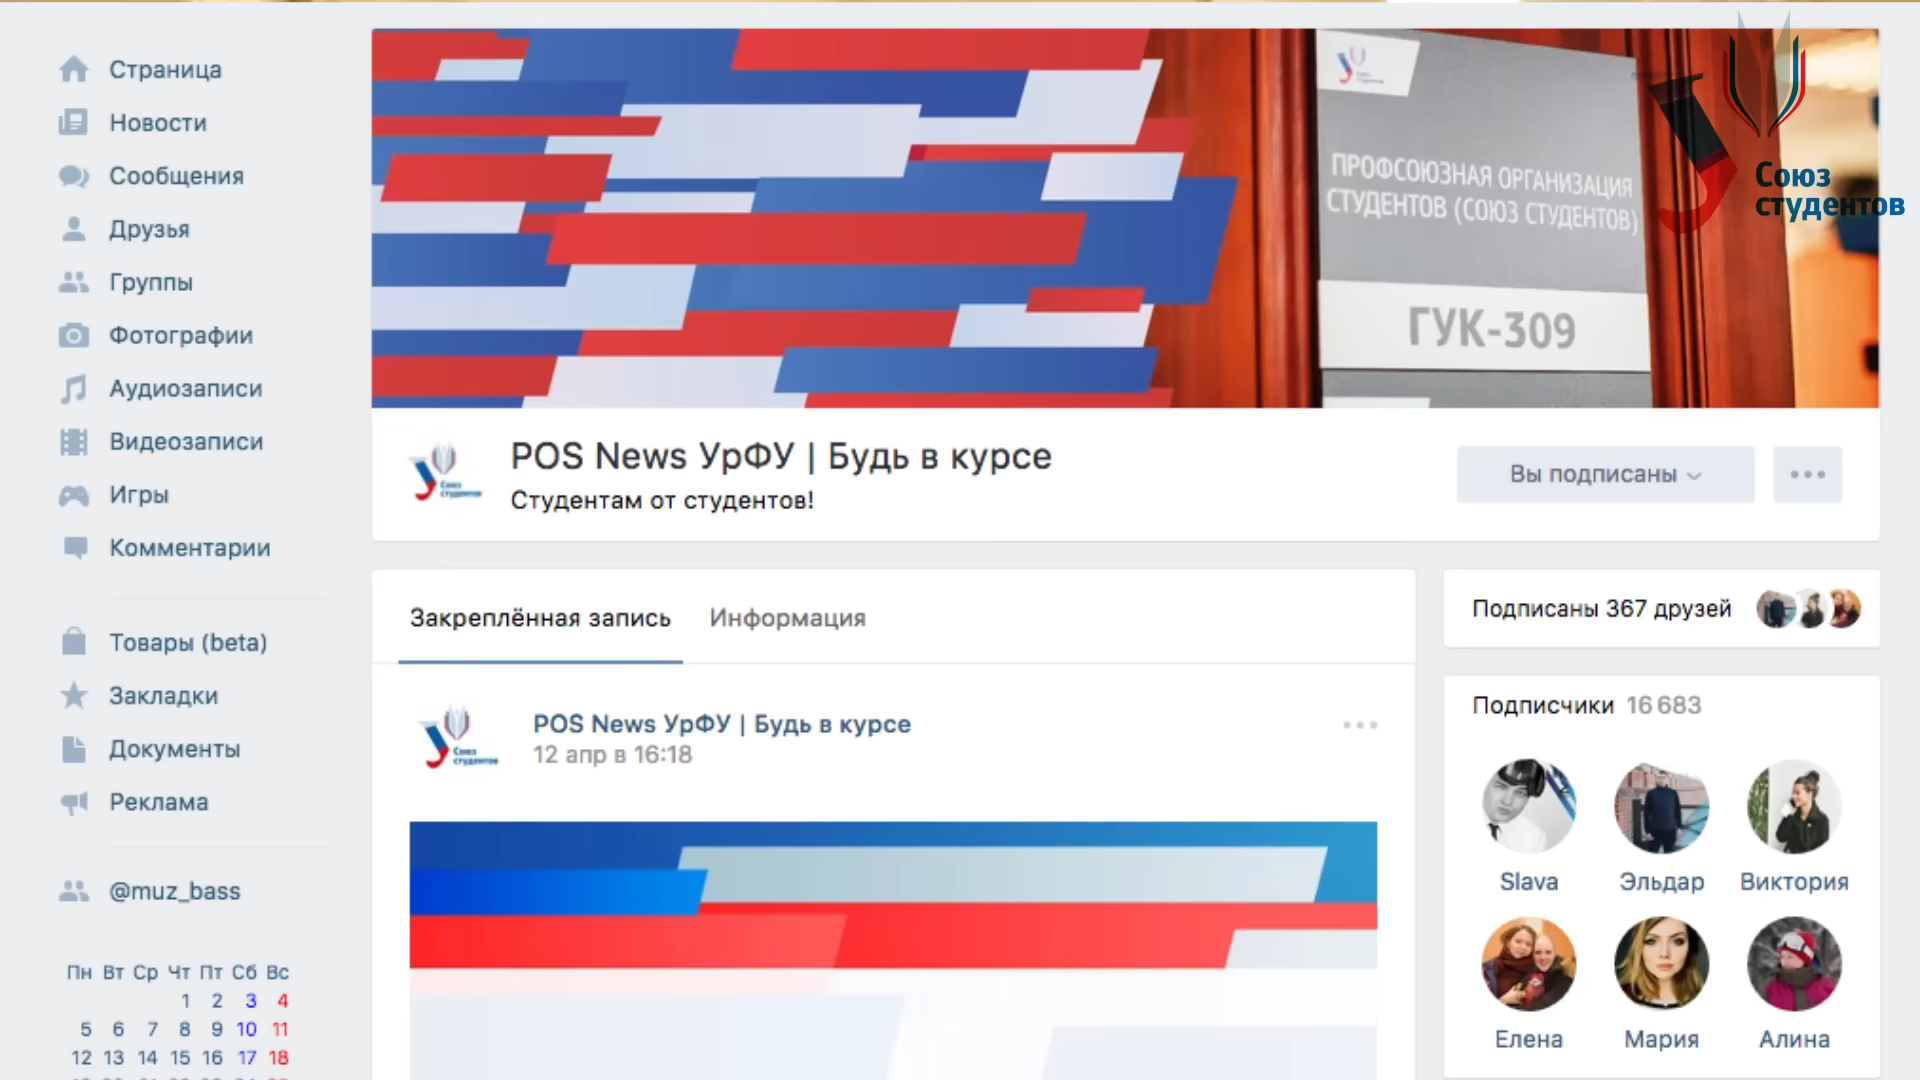 Страница
Новости
Сообщения
Друзья
Группы
Фотографии
Аудиозаписи
Видеозаписи
Игры
Комментарии
Товары (beta)
Закладки
Документы
Реклама
@muz_bass
Пн Вт Ср Чт Пт Сб Вс
1 2 3 4
5 6 7 8 9 10 11
12 13 14 15 16 17 18
ПРОФСОЮЗНАЯ ОРГАНИЗАЦИЯ
СТУДЕНТОВ (СОЮЗ СТУДЕНТОВ)
ГУК-309
Союз
студентов
POS News УрФУ | Будь в курсе
Студентам от студентов!
Союз
студентов
Вы подписаны
Закреплённая запись Информация
POS News УрФУ | Будь в курсе
12 апр в 16:18
Союз
студентов
Подписаны 367 друзей
Подписчики 16 683
Slava Эльдар Виктория
Елена Мария Алина